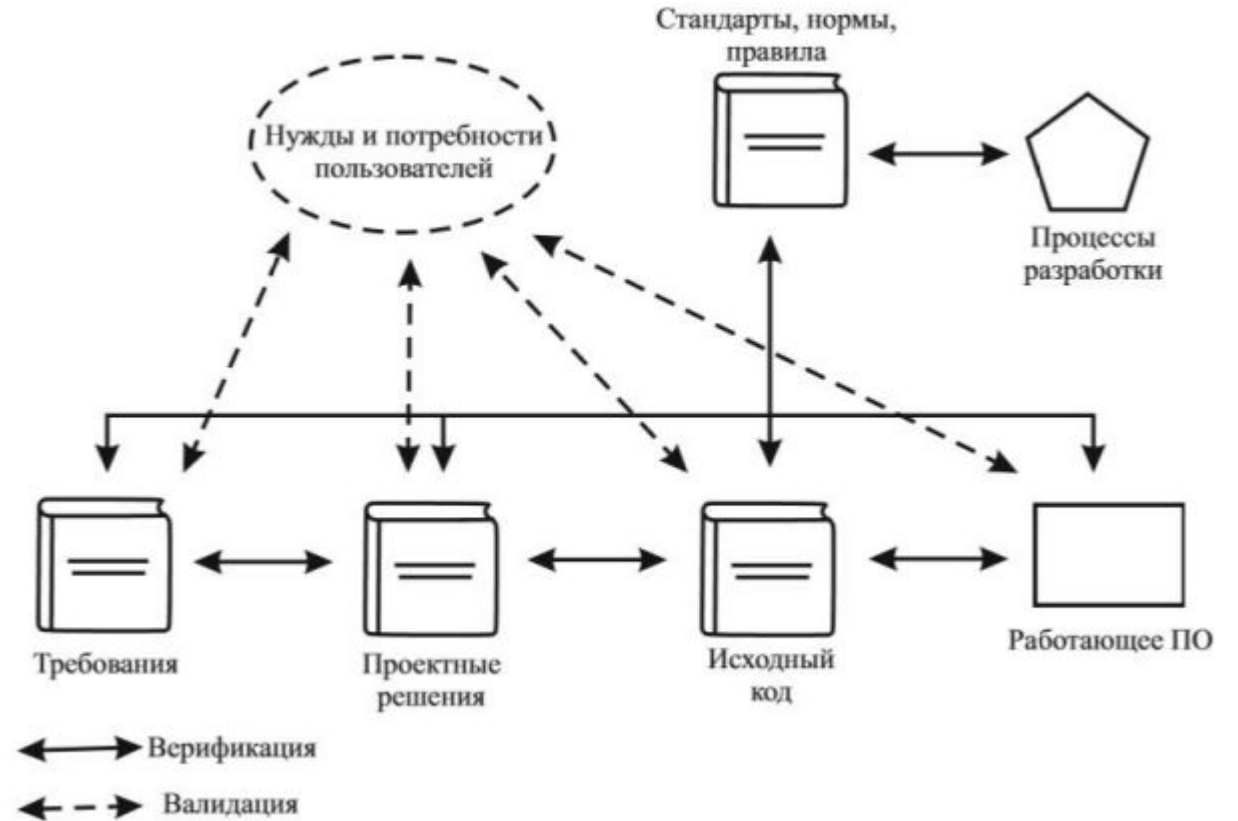 Стандарты, нормы,
правила
Нужды и потребности
пользователей
Процессы
разработки
Требования
Проектные
решения
Исходный
код
Работающее ПО
Верификация
Валидация